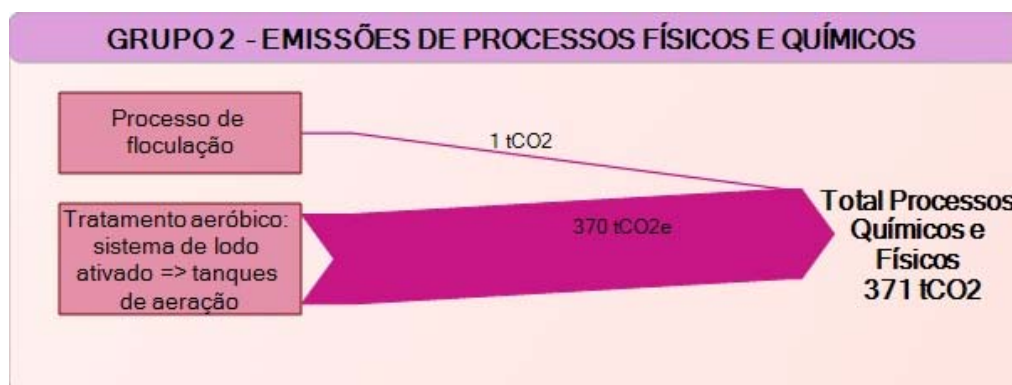 GRUPO 2 - EMISSÕES DE PROCESSOS FÍSICOS E QUÍMICOS
Processo de
floculação
1 tCO2
Tratamento aeróbico:
sistema de lodo
ativado => tanques
de aeração
370 tCO2e
Total Processos
Químicos e
Físicos
371 tCO2